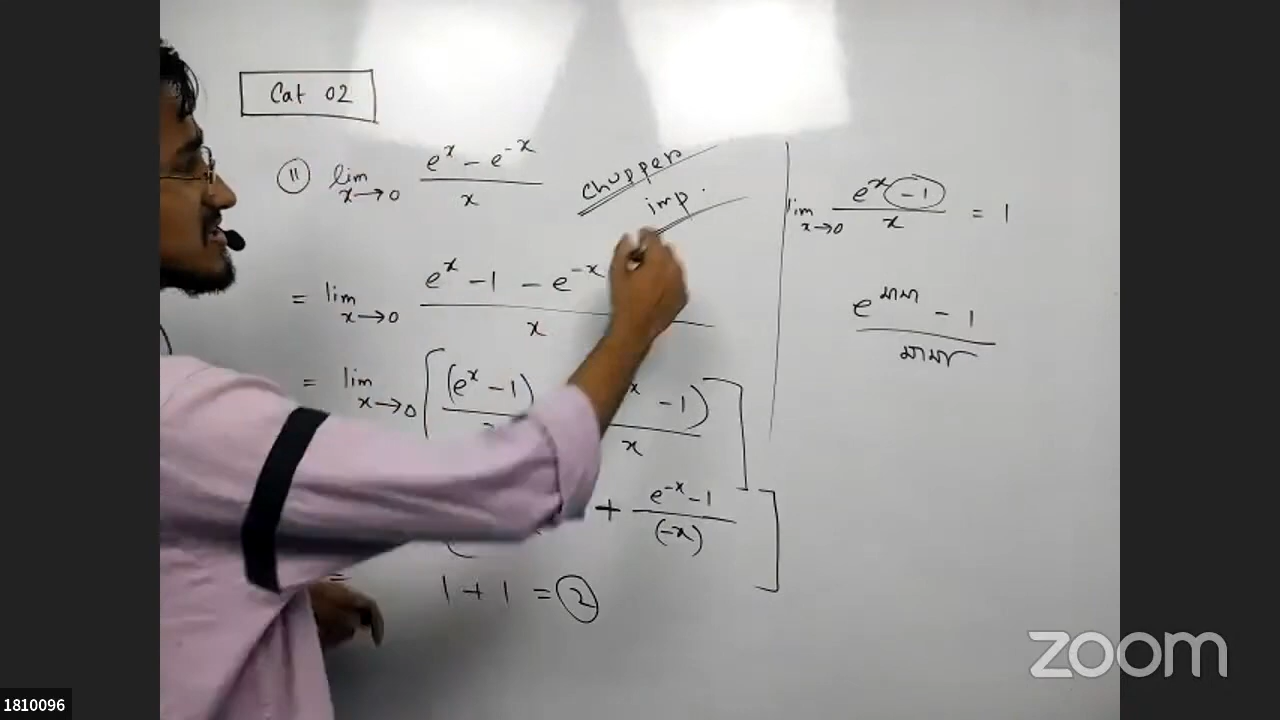 Cat 02
(11) lim x→0 (e^x - e^-x) / x
chapper
imp.
= lim x→0 (e^x - 1 - e^-x) / x
= lim x→0 [ (e^x - 1) x - 1) / x ]
+ (e^-x - 1) / (-x) ]
= 1 + 1 = 2
lim x→0 (e^x - 1) / x = 1
e^মামা - 1 / মামা
zoom
1810096